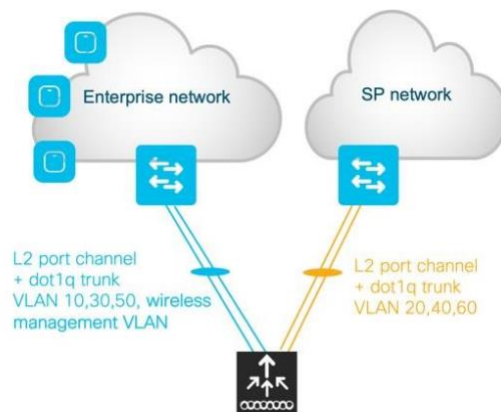 Enterprise network
SP network
L2 port channel
+ dot1q trunk
VLAN 10,30,50, wireless
management VLAN
L2 port channel
+ dot1q trunk
VLAN 20,40,60